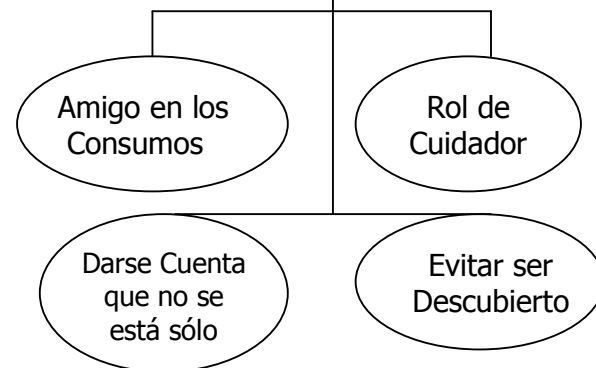 Amigo en los
Consumos
Rol de
Cuidador
Darse Cuenta
que no se
está sólo
Evitar ser
Descubierto